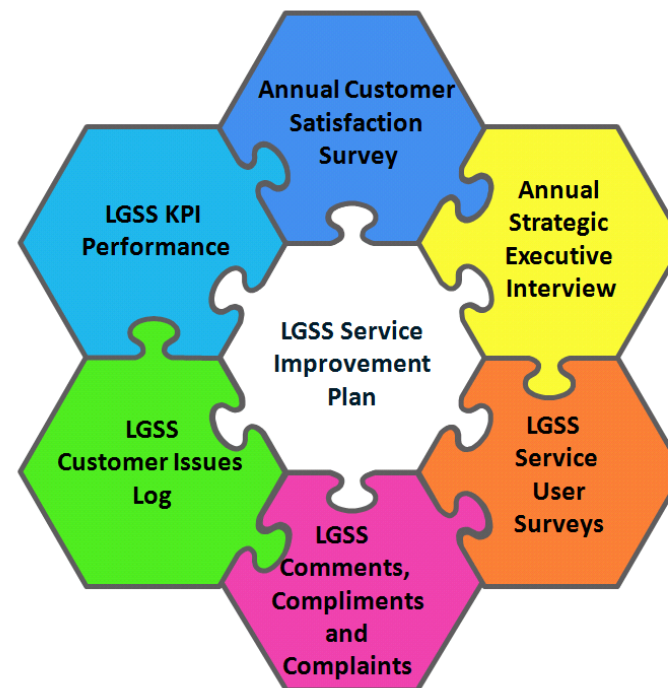 Annual Customer
Satisfaction
Survey
Annual
Strategic
Executive
Interview
LGSS KPI
Performance
LGSS Service
Improvement
Plan
LGSS
Service
User
Surveys
LGSS
Customer Issues
Log
LGSS
Comments,
Compliments
and
Complaints